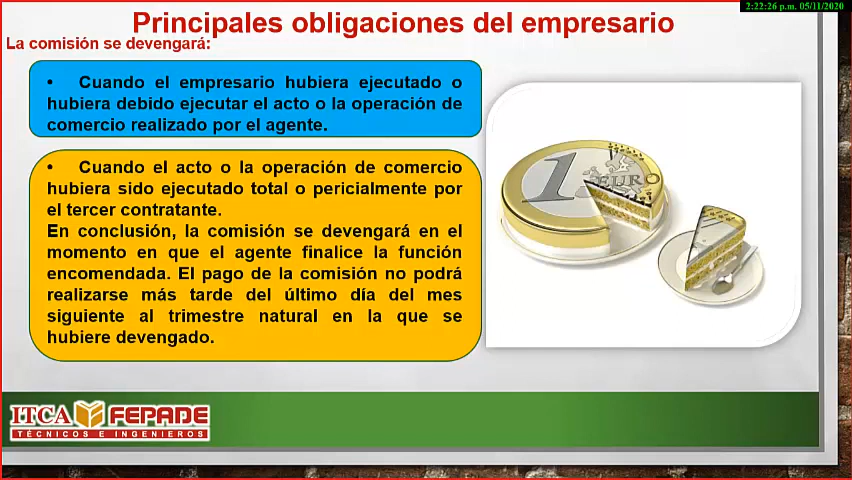 2:22:26 p.m. 05/11/2020
Principales obligaciones del empresario
La comisión se devengará:
• Cuando el empresario hubiera ejecutado o
hubiera debido ejecutar el acto o la operación de
comercio realizado por el agente.
• Cuando el acto o la operación de comercio
hubiera sido ejecutado total o pericialmente por
el tercer contratante.
En conclusión, la comisión se devengará en el
momento en que el agente finalice la función
encomendada. El pago de la comisión no podrá
realizarse más tarde del último día del mes
siguiente al trimestre natural en la que se
hubiere devengado.
1 EURO
ITCA FEPADE
TÉCNICOS E INGENIEROS